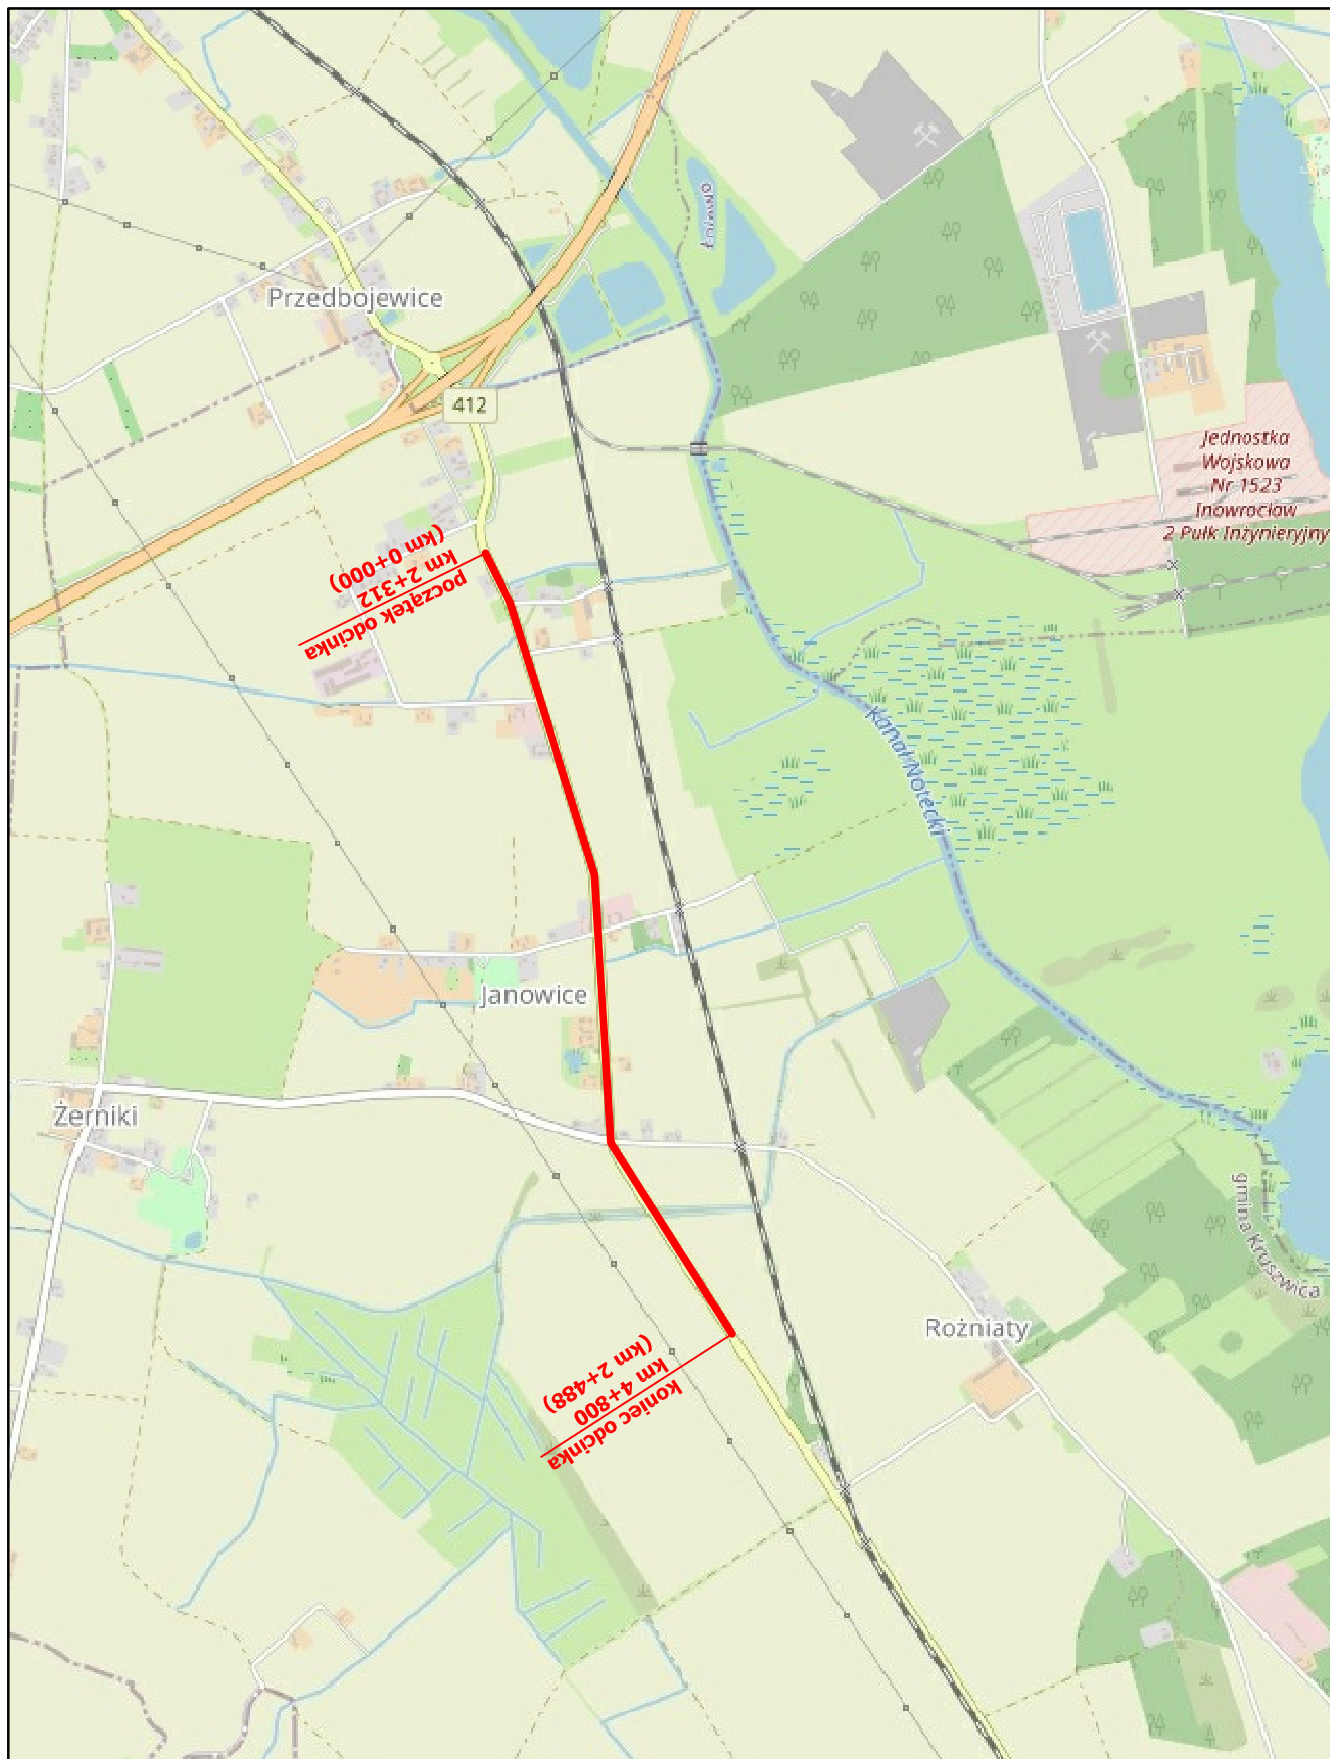 Łojewo
Przedbojewice
412
Jednostka
Wojskowa
Nr 1523
Inowrocław
2 Pułk Inżynieryjny
początek odcinka
km 2+312
(km 0+000)
Kanał Notecki
Janowice
Żerniki
gmina Kruszwica
Rożniaty
koniec odcinka
km 4+800
(km 2+488)